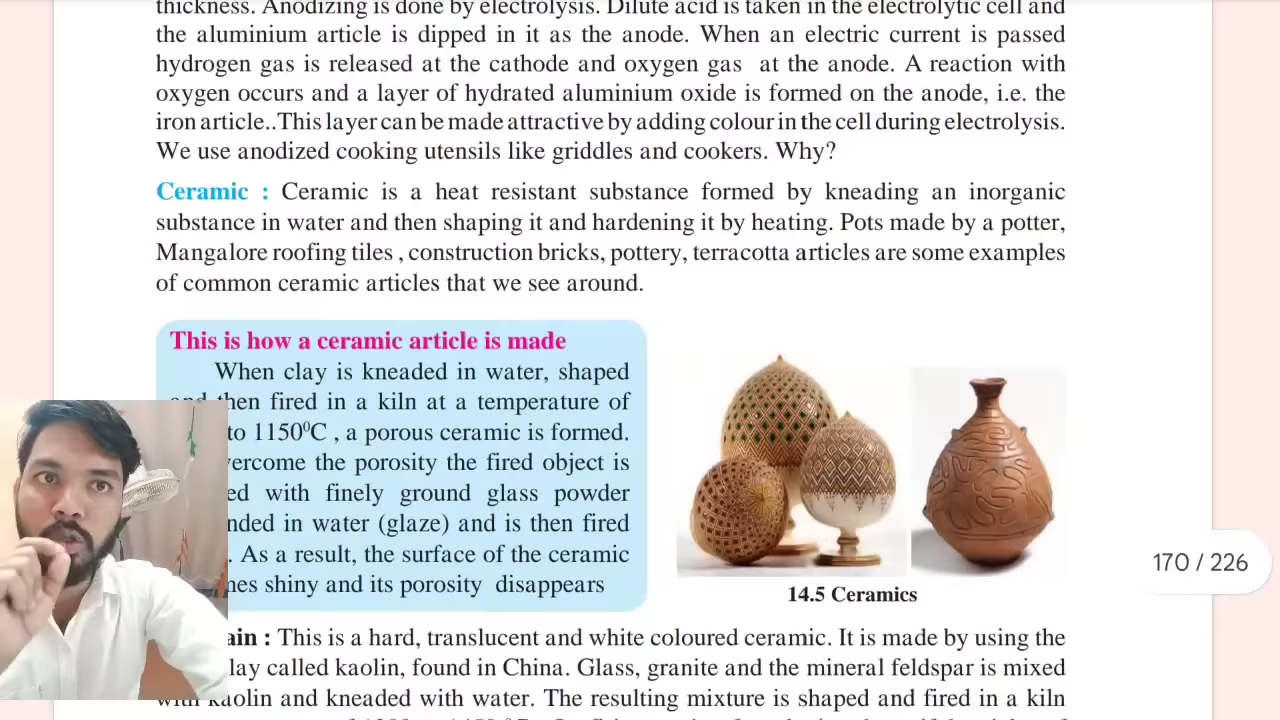 thickness. Anodizing is done by electrolysis. Dilute acid is taken in the electrolytic cell and
the aluminium article is dipped in it as the anode. When an electric current is passed
hydrogen gas is released at the cathode and oxygen gas at the anode. A reaction with
oxygen occurs and a layer of hydrated aluminium oxide is formed on the anode, i.e. the
iron article..This layer can be made attractive by adding colour in the cell during electrolysis.
We use anodized cooking utensils like griddles and cookers. Why?
Ceramic : Ceramic is a heat resistant substance formed by kneading an inorganic
substance in water and then shaping it and hardening it by heating. Pots made by a potter,
Mangalore roofing tiles , construction bricks, pottery, terracotta articles are some examples
of common ceramic articles that we see around.
This is how a ceramic article is made
When clay is kneaded in water, shaped
and then fired in a kiln at a temperature of
to 1150⁰C , a porous ceramic is formed.
vercome the porosity the fired object is
ed with finely ground glass powder
nded in water (glaze) and is then fired
. As a result, the surface of the ceramic
mes shiny and its porosity disappears
14.5 Ceramics
170 / 226
ain : This is a hard, translucent and white coloured ceramic. It is made by using the
lay called kaolin, found in China. Glass, granite and the mineral feldspar is mixed
with kaolin and kneaded with water. The resulting mixture is shaped and fired in a kiln